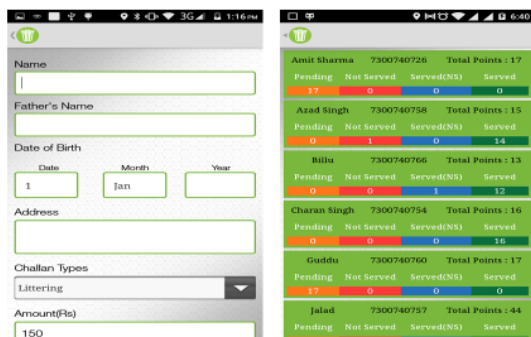 3G 1:16 PM
Name
Father's Name
Date of Birth
Date Month Year
1 Jan
Address
Challan Types
Littering
Amount(Rs)
150
6:40
Amit Sharma 7300740726 Total Points : 17
Pending Not Served Served(NS) Served
17 0 0 0
Azad Singh 7300740758 Total Points : 15
Pending Not Served Served(NS) Served
0 1 0 14
Billu 7300740766 Total Points : 13
Pending Not Served Served(NS) Served
0 0 1 12
Charan Singh 7300740754 Total Points : 16
Pending Not Served Served(NS) Served
0 0 0 16
Guddu 7300740760 Total Points : 17
Pending Not Served Served(NS) Served
17 0 0 0
Jalad 7300740757 Total Points : 44
Pending Not Served Served(NS) Served